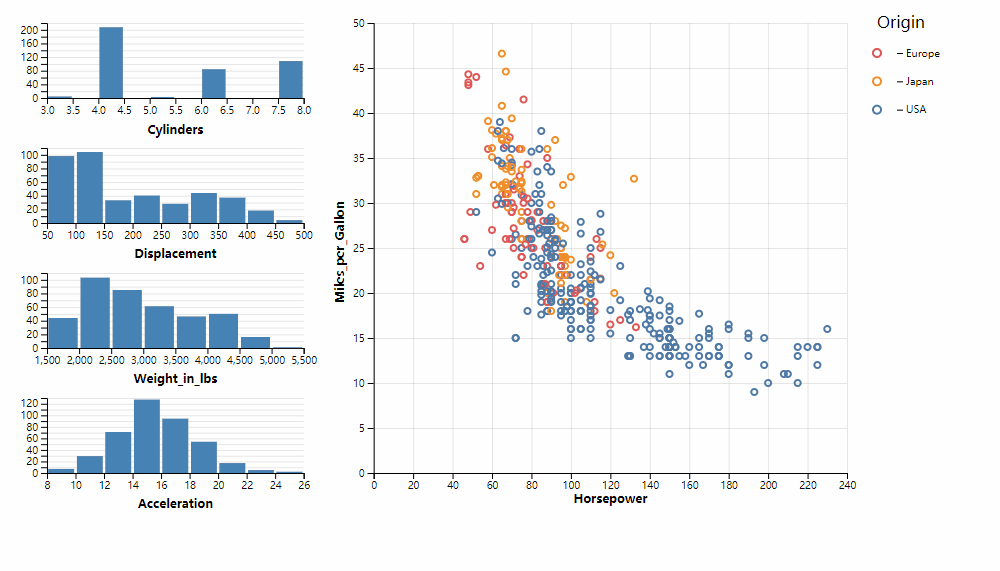 200
160
120
80
40
0
3.0 3.5 4.0 4.5 5.0 5.5 6.0 6.5 7.0 7.5 8.0
Cylinders
100
80
60
40
20
0
50 100 150 200 250 300 350 400 450 500
Displacement
100
80
60
40
20
0
1,500 2,000 2,500 3,000 3,500 4,000 4,500 5,000 5,500
Weight_in_lbs
120
100
80
60
40
20
0
8 10 12 14 16 18 20 22 24 26
Acceleration
Miles_per_Gallon
50
45
40
35
30
25
20
15
10
5
0
0 20 40 60 80 100 120 140 160 180 200 220 240
Horsepower
Origin
– Europe
– Japan
– USA